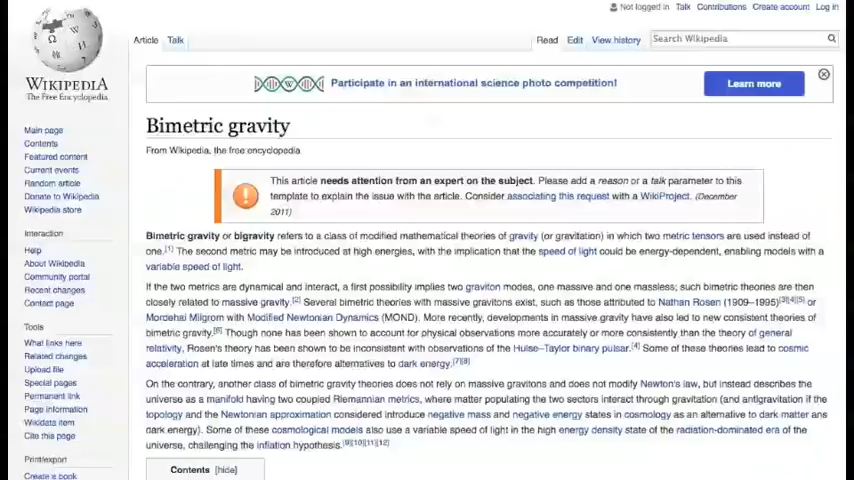 Not logged in Talk Contributions Create account Log in
Article Talk Read Edit View history Search Wikipedia
WIKIPEDIA
The Free Encyclopedia
Participate in an international science photo competition! Learn more
Main page
Contents
Featured content
Current events
Random article
Donate to Wikipedia
Wikipedia store
Interaction
Help
About Wikipedia
Community portal
Recent changes
Contact page
Tools
What links here
Related changes
Upload file
Special pages
Permanent link
Page information
Wikidata item
Cite this page
Print/export
Create a book
Bimetric gravity
From Wikipedia, the free encyclopedia
This article needs attention from an expert on the subject. Please add a reason or a talk parameter to this
template to explain the issue with the article. Consider associating this request with a WikiProject. (December
2011)
Bimetric gravity or bigravity refers to a class of modified mathematical theories of gravity (or gravitation) in which two metric tensors are used instead of
one.[1] The second metric may be introduced at high energies, with the implication that the speed of light could be energy-dependent, enabling models with a
variable speed of light.
If the two metrics are dynamical and interact, a first possibility implies two graviton modes, one massive and one massless; such bimetric theories are then
closely related to massive gravity.[2] Several bimetric theories with massive gravitons exist, such as those attributed to Nathan Rosen (1909–1995)[3][4][5] or
Mordehai Milgrom with Modified Newtonian Dynamics (MOND). More recently, developments in massive gravity have also led to new consistent theories of
bimetric gravity.[6] Though none has been shown to account for physical observations more accurately or more consistently than the theory of general
relativity, Rosen's theory has been shown to be inconsistent with observations of the Hulse–Taylor binary pulsar.[4] Some of these theories lead to cosmic
acceleration at late times and are therefore alternatives to dark energy.[7][8]
On the contrary, another class of bimetric gravity theories does not rely on massive gravitons and does not modify Newton's law, but instead describes the
universe as a manifold having two coupled Riemannian metrics, where matter populating the two sectors interact through gravitation (and antigravitation if the
topology and the Newtonian approximation considered introduce negative mass and negative energy states in cosmology as an alternative to dark matter ans
dark energy). Some of these cosmological models also use a variable speed of light in the high energy density state of the radiation-dominated era of the
universe, challenging the inflation hypothesis.[9][10][11][12]
Contents [hide]